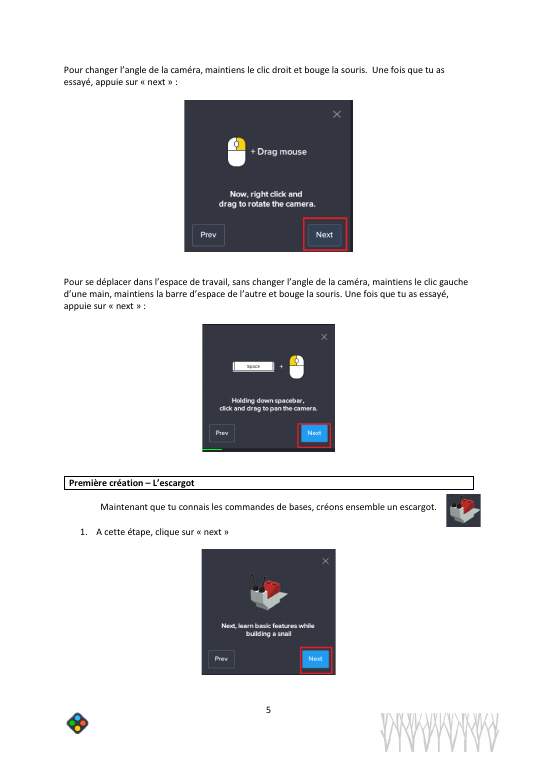 Pour changer l'angle de la caméra, maintiens le clic droit et bouge la souris.  Une fois que tu as
essayé, appuie sur « next » :
+ Drag mouse
Now, right click and
drag to rotate the camera.
Prev
Next
Pour se déplacer dans l'espace de travail, sans changer l'angle de la caméra, maintiens le clic gauche
d'une main, maintiens la barre d'espace de l'autre et bouge la souris. Une fois que tu as essayé,
appuie sur « next » :
Space
+
Holding down spacebar,
click and drag to pan the camera.
Prev
Next
Première création – L'escargot
Maintenant que tu connais les commandes de bases, créons ensemble un escargot.
1. A cette étape, clique sur « next »
Next, learn basic features while
building a snail
Prev
Next
5